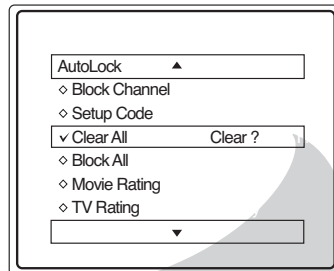 AutoLock ▲
◇ Block Channel
◇ Setup Code
✓ Clear All Clear ?
◇ Block All
◇ Movie Rating
◇ TV Rating
▼